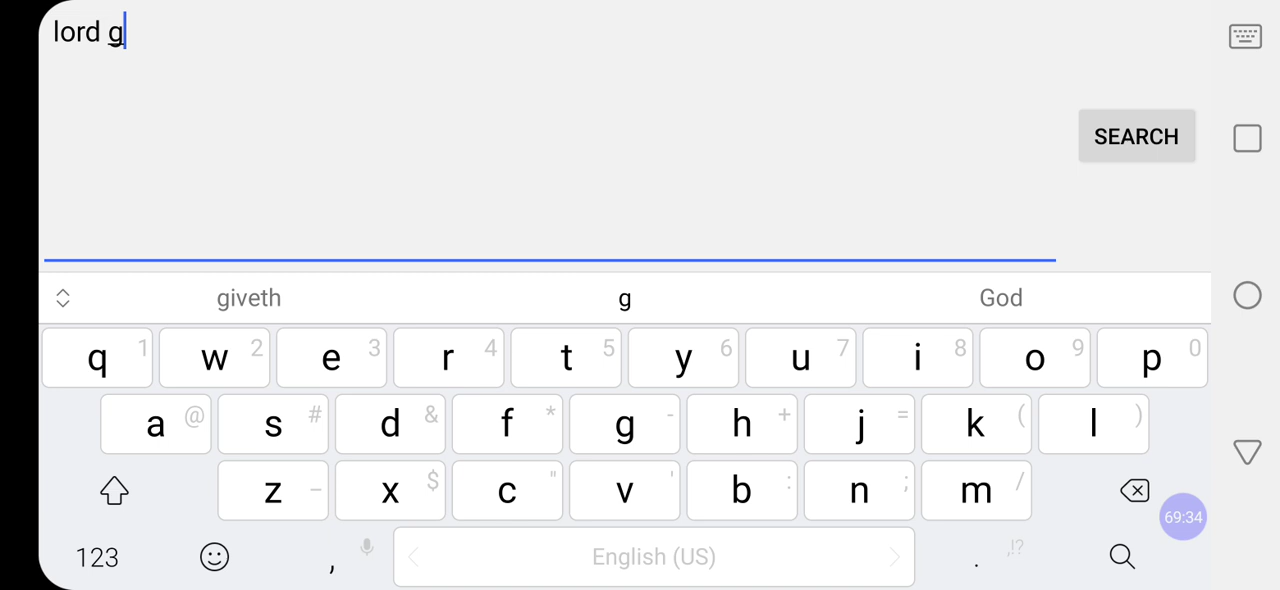 lord g
SEARCH
giveth g God
q 1 w 2 e 3 r 4 t 5 y 6 u 7 i 8 o 9 p 0
a @ s # d & f * g - h + j = k ( l )
z _ x $ c " v ' b : n ; m /
69:34
123 , English (US) . ,!?